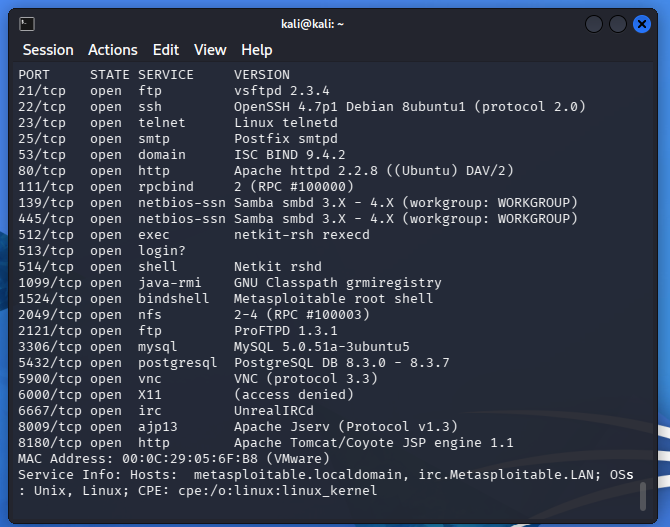 kali@kali: ~
Session Actions Edit View Help
PORT     STATE SERVICE     VERSION
21/tcp   open  ftp         vsftpd 2.3.4
22/tcp   open  ssh         OpenSSH 4.7p1 Debian 8ubuntu1 (protocol 2.0)
23/tcp   open  telnet      Linux telnetd
25/tcp   open  smtp        Postfix smtpd
53/tcp   open  domain      ISC BIND 9.4.2
80/tcp   open  http        Apache httpd 2.2.8 ((Ubuntu) DAV/2)
111/tcp  open  rpcbind     2 (RPC #100000)
139/tcp  open  netbios-ssn Samba smbd 3.X - 4.X (workgroup: WORKGROUP)
445/tcp  open  netbios-ssn Samba smbd 3.X - 4.X (workgroup: WORKGROUP)
512/tcp  open  exec        netkit-rsh rexecd
513/tcp  open  login?
514/tcp  open  shell       Netkit rshd
1099/tcp open  java-rmi    GNU Classpath grmiregistry
1524/tcp open  bindshell   Metasploitable root shell
2049/tcp open  nfs         2-4 (RPC #100003)
2121/tcp open  ftp         ProFTPD 1.3.1
3306/tcp open  mysql       MySQL 5.0.51a-3ubuntu5
5432/tcp open  postgresql  PostgreSQL DB 8.3.0 - 8.3.7
5900/tcp open  vnc         VNC (protocol 3.3)
6000/tcp open  X11         (access denied)
6667/tcp open  irc         UnrealIRCd
8009/tcp open  ajp13       Apache Jserv (Protocol v1.3)
8180/tcp open  http        Apache Tomcat/Coyote JSP engine 1.1
MAC Address: 00:0C:29:05:6F:B8 (VMware)
Service Info: Hosts:  metasploitable.localdomain, irc.Metasploitable.LAN; OSs
: Unix, Linux; CPE: cpe:/o:linux:linux_kernel